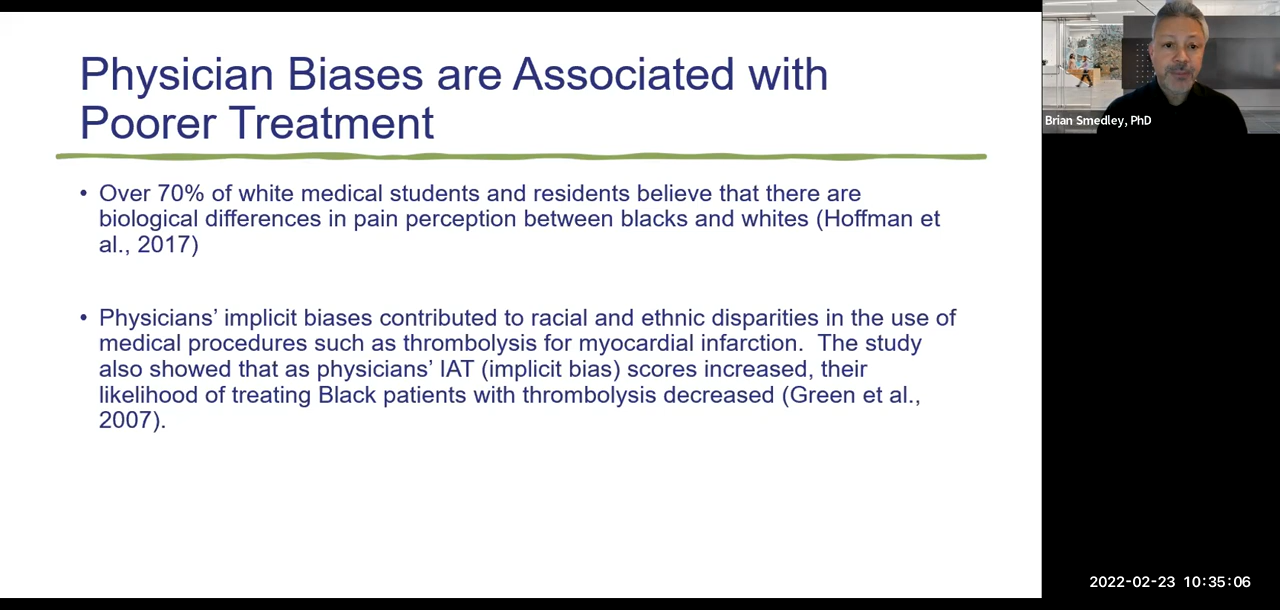 Physician Biases are Associated with
Poorer Treatment
• Over 70% of white medical students and residents believe that there are
biological differences in pain perception between blacks and whites (Hoffman et
al., 2017)
• Physicians’ implicit biases contributed to racial and ethnic disparities in the use of
medical procedures such as thrombolysis for myocardial infarction.  The study
also showed that as physicians’ IAT (implicit bias) scores increased, their
likelihood of treating Black patients with thrombolysis decreased (Green et al.,
2007).
Brian Smedley, PhD
2022-02-23 10:35:06